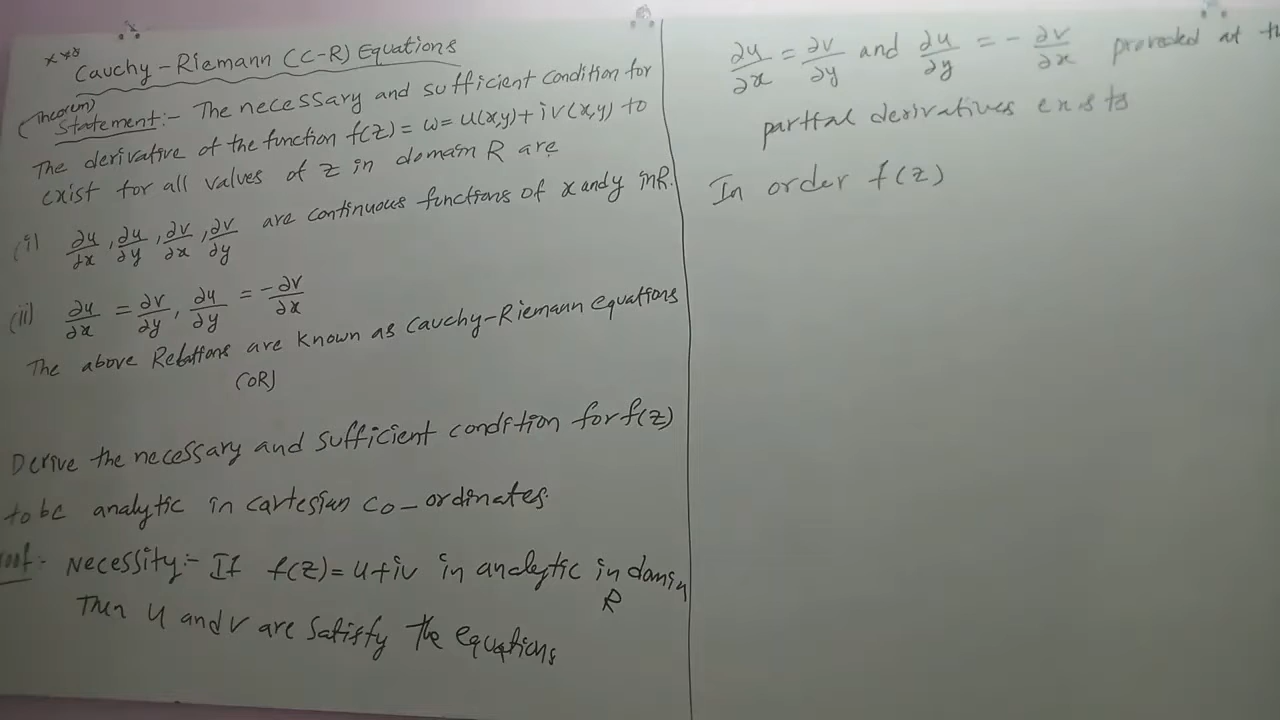 ***
Cauchy-Riemann (C-R) Equations
(Theorem)
Statement:- The necessary and sufficient condition for
The derivative of the function f(z) = w = u(x,y) + iv(x,y) to
exist for all values of z in domain R are
(i) ∂u/∂x, ∂u/∂y, ∂v/∂x, ∂v/∂y are continuous functions of x and y in R.
(ii) ∂u/∂x = ∂v/∂y, ∂u/∂y = -∂v/∂x
The above Relations are known as Cauchy-Riemann equations
(OR)
Derive the necessary and sufficient condition for f(z)
to be analytic in cartesian co-ordinates.
Necessity:- If f(z) = u+iv in analytic in domin
R
Then u and v are satisfy the equations
∂u/∂x = ∂v/∂y and ∂u/∂y = -∂v/∂x provided at
partial derivatives exists
In order f(z)